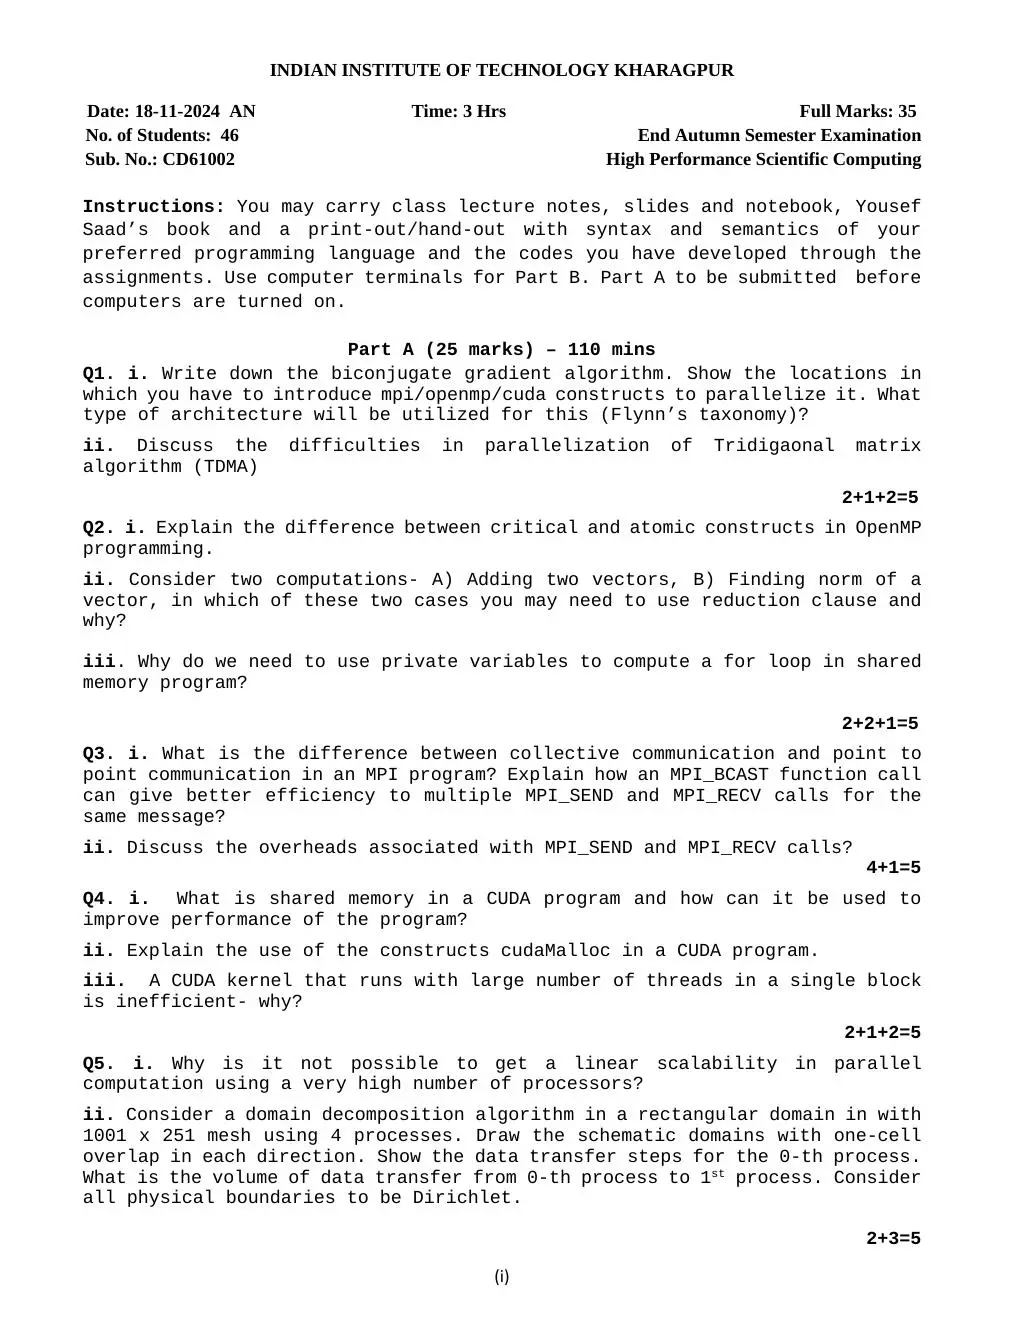 INDIAN INSTITUTE OF TECHNOLOGY KHARAGPUR
Date: 18-11-2024 AN Time: 3 Hrs Full Marks: 35
No. of Students: 46 End Autumn Semester Examination
Sub. No.: CD61002 High Performance Scientific Computing
Instructions: You may carry class lecture notes, slides and notebook, Yousef
Saad’s book and a print-out/hand-out with syntax and semantics of your
preferred programming language and the codes you have developed through the
assignments. Use computer terminals for Part B. Part A to be submitted before
computers are turned on.
Part A (25 marks) – 110 mins
Q1. i. Write down the biconjugate gradient algorithm. Show the locations in
which you have to introduce mpi/openmp/cuda constructs to parallelize it. What
type of architecture will be utilized for this (Flynn’s taxonomy)?
ii. Discuss the difficulties in parallelization of Tridigaonal matrix
algorithm (TDMA)
2+1+2=5
Q2. i. Explain the difference between critical and atomic constructs in OpenMP
programming.
ii. Consider two computations- A) Adding two vectors, B) Finding norm of a
vector, in which of these two cases you may need to use reduction clause and
why?
iii. Why do we need to use private variables to compute a for loop in shared
memory program?
2+2+1=5
Q3. i. What is the difference between collective communication and point to
point communication in an MPI program? Explain how an MPI_BCAST function call
can give better efficiency to multiple MPI_SEND and MPI_RECV calls for the
same message?
ii. Discuss the overheads associated with MPI_SEND and MPI_RECV calls?
4+1=5
Q4. i. What is shared memory in a CUDA program and how can it be used to
improve performance of the program?
ii. Explain the use of the constructs cudaMalloc in a CUDA program.
iii. A CUDA kernel that runs with large number of threads in a single block
is inefficient- why?
2+1+2=5
Q5. i. Why is it not possible to get a linear scalability in parallel
computation using a very high number of processors?
ii. Consider a domain decomposition algorithm in a rectangular domain in with
1001 x 251 mesh using 4 processes. Draw the schematic domains with one-cell
overlap in each direction. Show the data transfer steps for the 0-th process.
What is the volume of data transfer from 0-th process to 1st process. Consider
all physical boundaries to be Dirichlet.
2+3=5
(i)